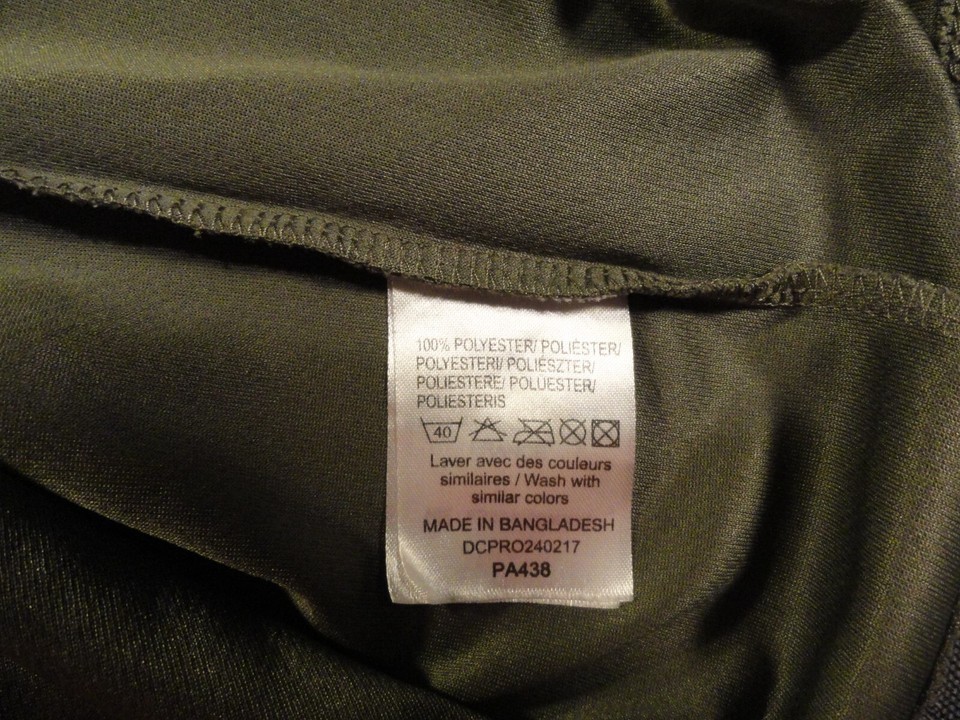 100% POLYESTER/ POLIÉSTER/
POLYESTERI/ POLIÉSZTER/
POLIESTERE/ POLUESTER/
POLIESTERIS
40
Laver avec des couleurs
similaires / Wash with
similar colors
MADE IN BANGLADESH
DCPRO240217
PA438